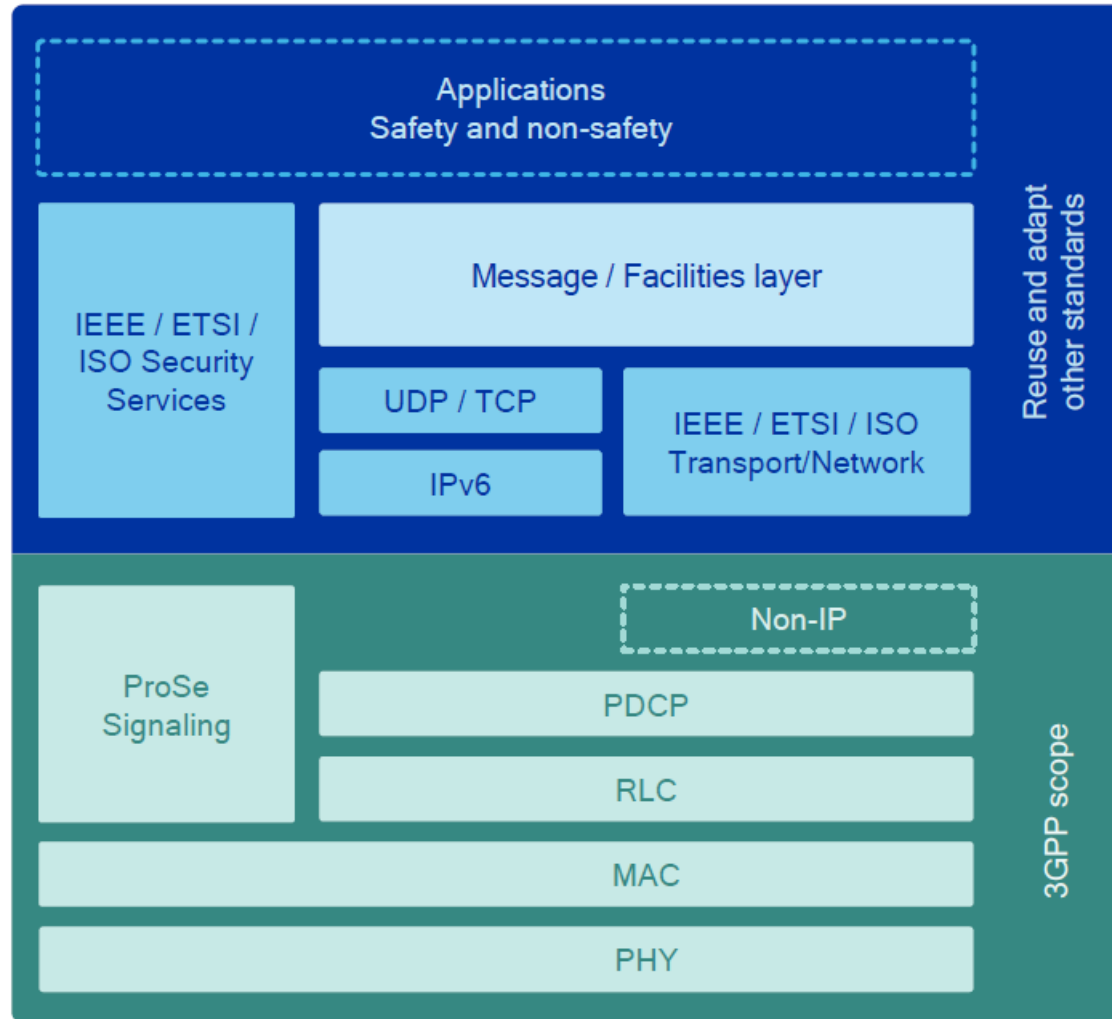 Applications
Safety and non-safety
Reuse and adapt
other standards
IEEE / ETSI /
ISO Security
Services
Message / Facilities layer
UDP / TCP
IPv6
IEEE / ETSI / ISO
Transport/Network
ProSe
Signaling
Non-IP
PDCP
RLC
MAC
PHY
3GPP scope